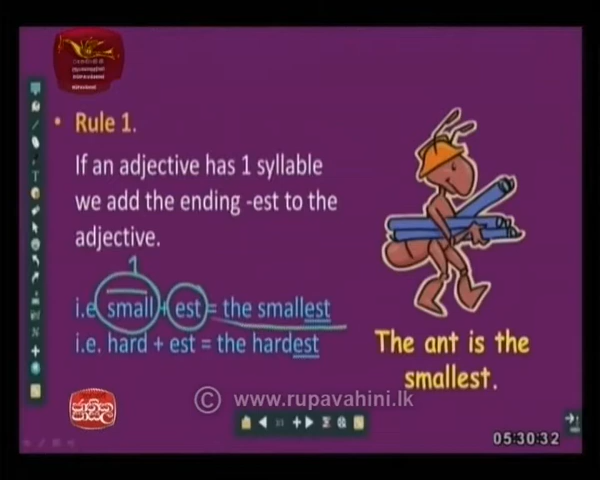 • Rule 1.
If an adjective has 1 syllable
we add the ending -est to the
adjective.
1
i.e small + est = the smallest
i.e. hard + est = the hardest
The ant is the
smallest.
© www.rupavahini.lk
05:30:32